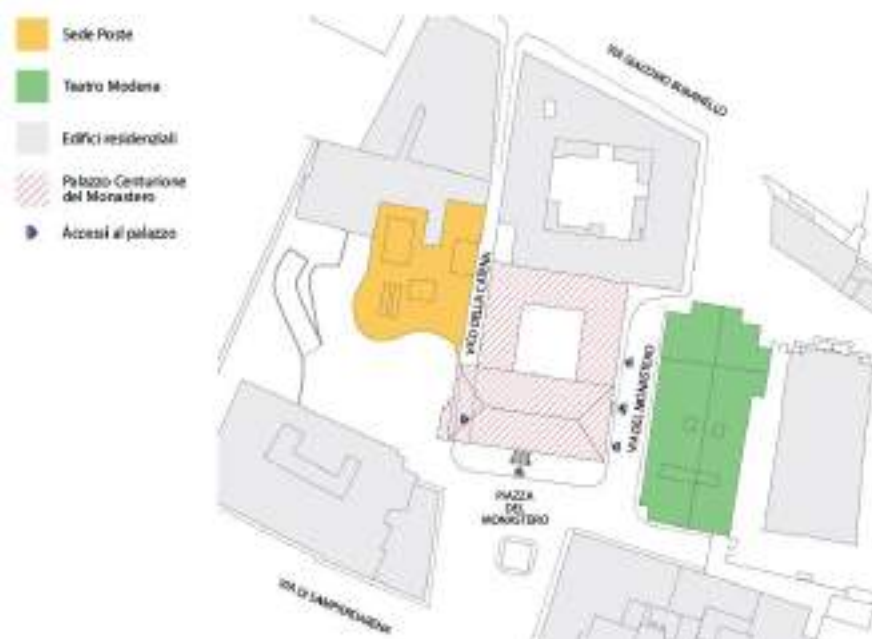 Sede Poste
Teatro Modena
Edifici residenziali
Palazzo Centurione
del Monastero
Accessi al palazzo
VIA GIACOMO BURANELLO
VICO DELLA CATENA
VIA DEL MONASTERO
PIAZZA
DEL
MONASTERO
VIA DI SAMPIERDARENA